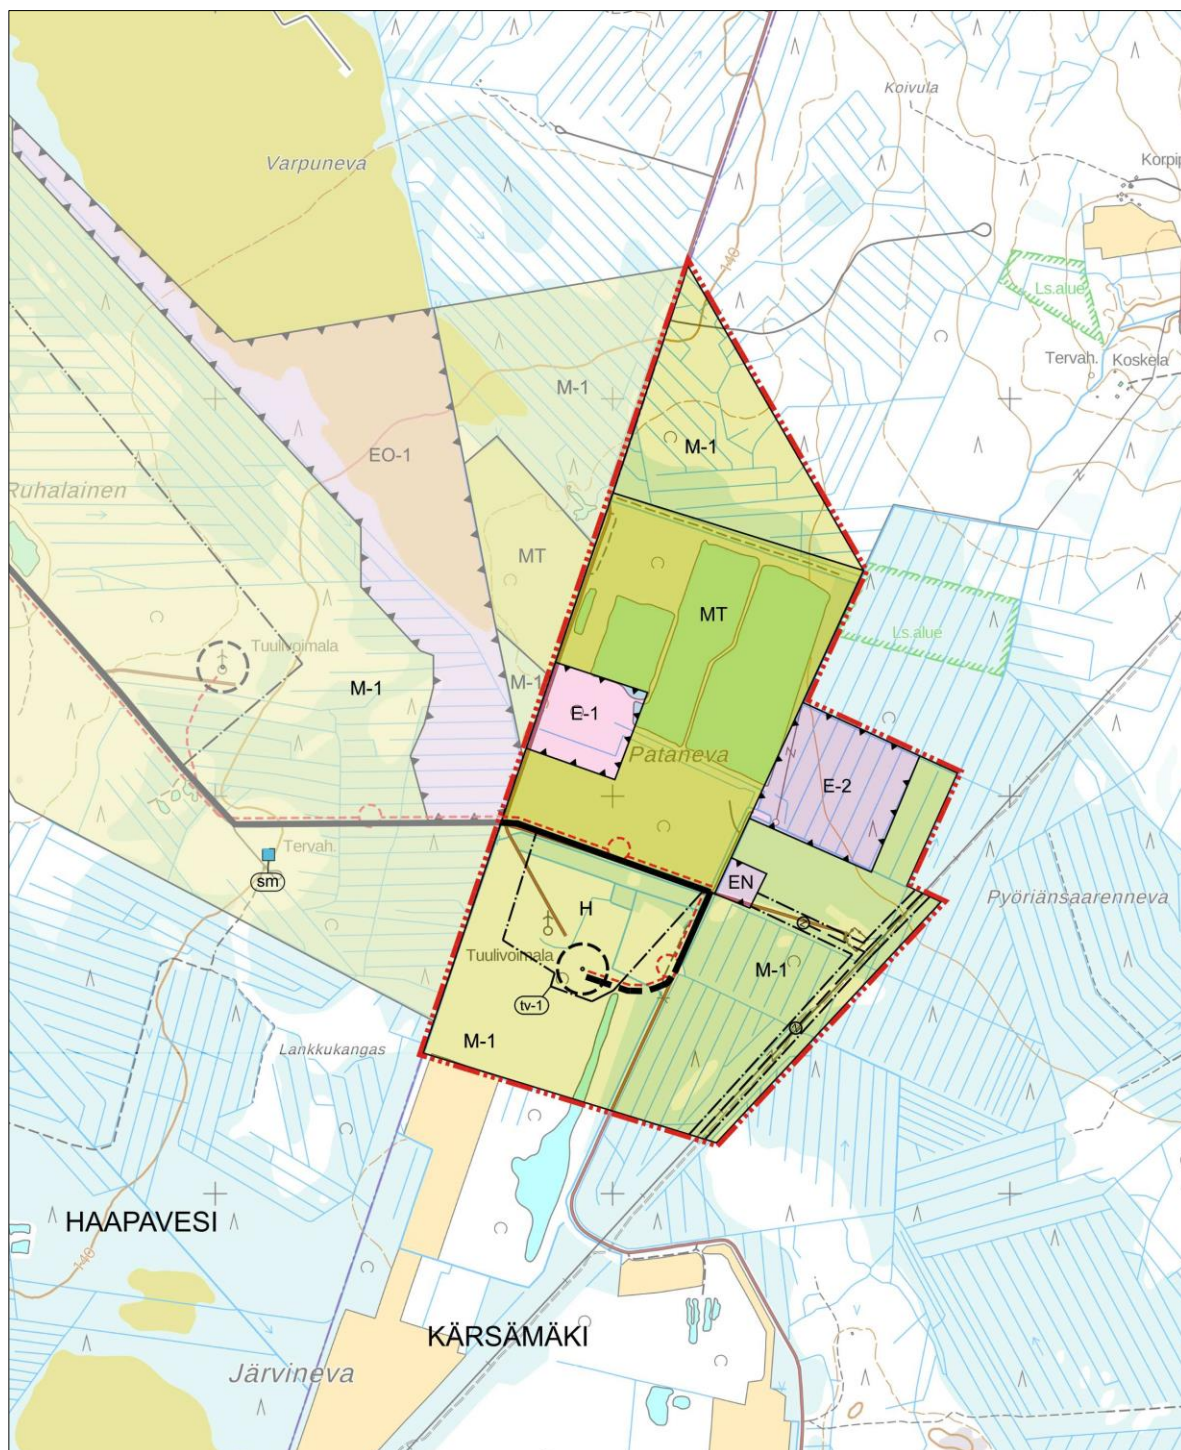 Koivula
Varpuneva
Korpip
140
Ls.alue
Tervah.
Koskela
M-1
M-1
EO-1
Ruhalainen
MT
MT
Ls.alue
Tuulivoimala
M-1
M-1
E-1
Pataneva
z
E-2
Tervah.
sm
EN
Pyöriänsaarenneva
H
Tuulivoimala
M-1
tv-1
M-1
Lankkukangas
HAAPAVESI
140
KÄRSÄMÄKI
Järvineva